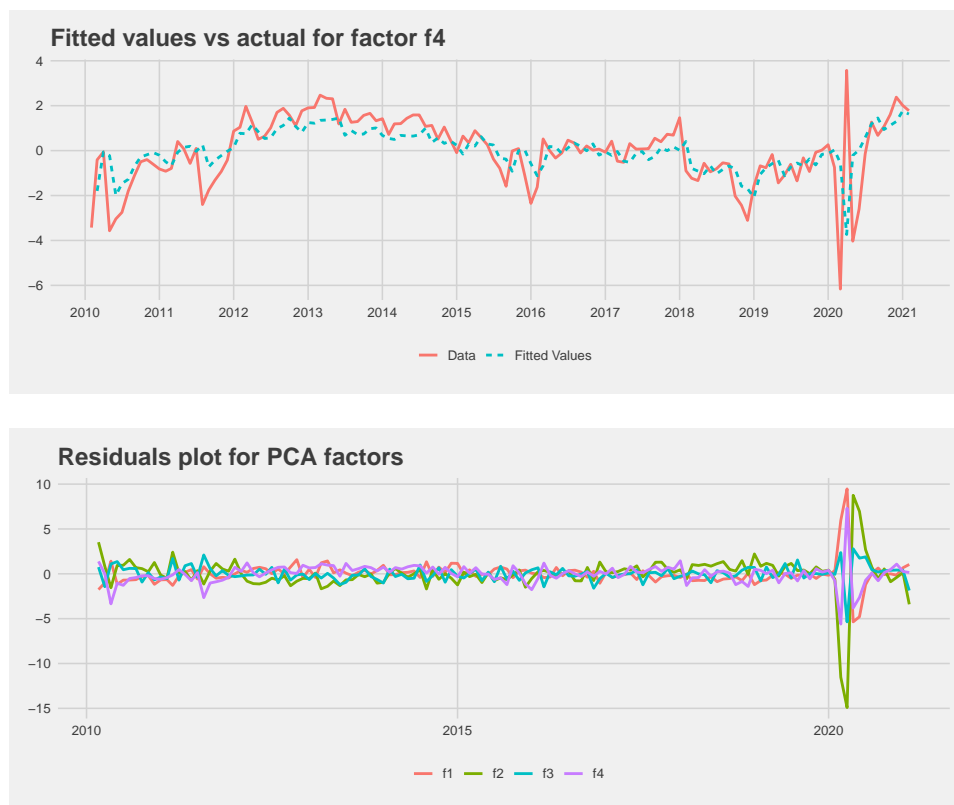 Fitted values vs actual for factor f4
4
2
0
−2
−4
−6
2010 2011 2012 2013 2014 2015 2016 2017 2018 2019 2020 2021
Data Fitted Values
Residuals plot for PCA factors
10
5
0
−5
−10
−15
2010 2015 2020
f1 f2 f3 f4